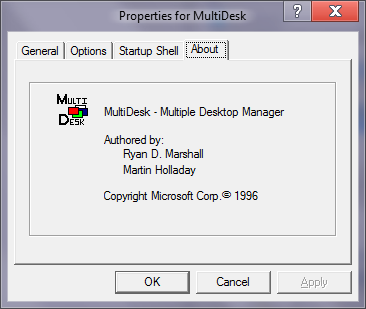 Properties for MultiDesk
?
General Options Startup Shell About
MULTI
DESK
MultiDesk - Multiple Desktop Manager
Authored by:
Ryan D. Marshall
Martin Holladay
Copyright Microsoft Corp.© 1996
OK Cancel Apply